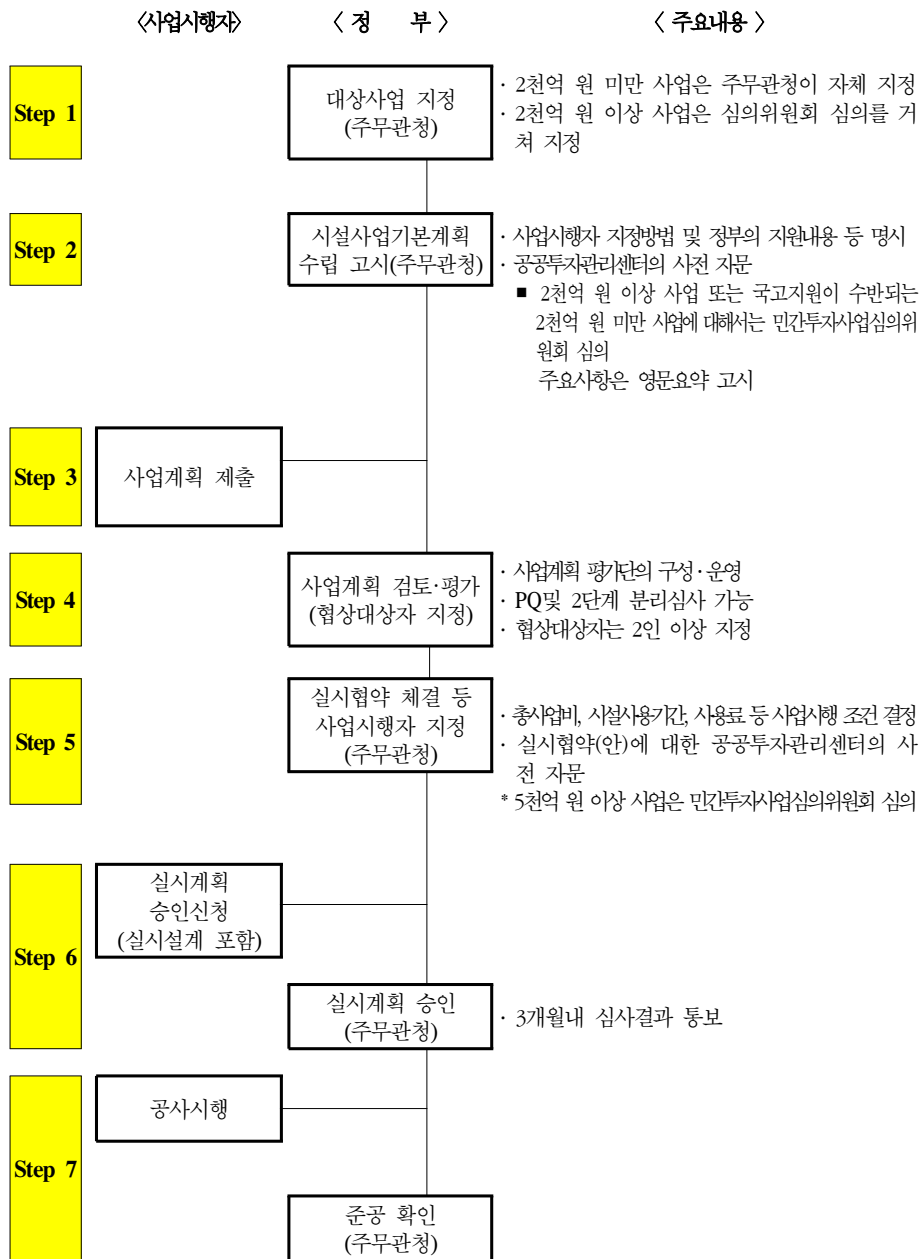 〈사업시행자〉 〈 정 부 〉 〈 주요내용 〉
Step 1
대상사업 지정
(주무관청)
· 2천억 원 미만 사업은 주무관청이 자체 지정
· 2천억 원 이상 사업은 심의위원회 심의를 거
쳐 지정
Step 2
시설사업기본계획
수립 고시(주무관청)
· 사업시행자 지정방법 및 정부의 지원내용 등 명시
· 공공투자관리센터의 사전 자문
■ 2천억 원 이상 사업 또는 국고지원이 수반되는
2천억 원 미만 사업에 대해서는 민간투자사업심의위
원회 심의
주요사항은 영문요약 고시
Step 3
사업계획 제출
Step 4
사업계획 검토·평가
(협상대상자 지정)
· 사업계획 평가단의 구성·운영
· PQ및 2단계 분리심사 가능
· 협상대상자는 2인 이상 지정
Step 5
실시협약 체결 등
사업시행자 지정
(주무관청)
· 총사업비, 시설사용기간, 사용료 등 사업시행 조건 결정
· 실시협약(안)에 대한 공공투자관리센터의 사
전 자문
* 5천억 원 이상 사업은 민간투자사업심의위원회 심의
Step 6
실시계획
승인신청
(실시설계 포함)
실시계획 승인
(주무관청)
· 3개월내 심사결과 통보
Step 7
공사시행
준공 확인
(주무관청)